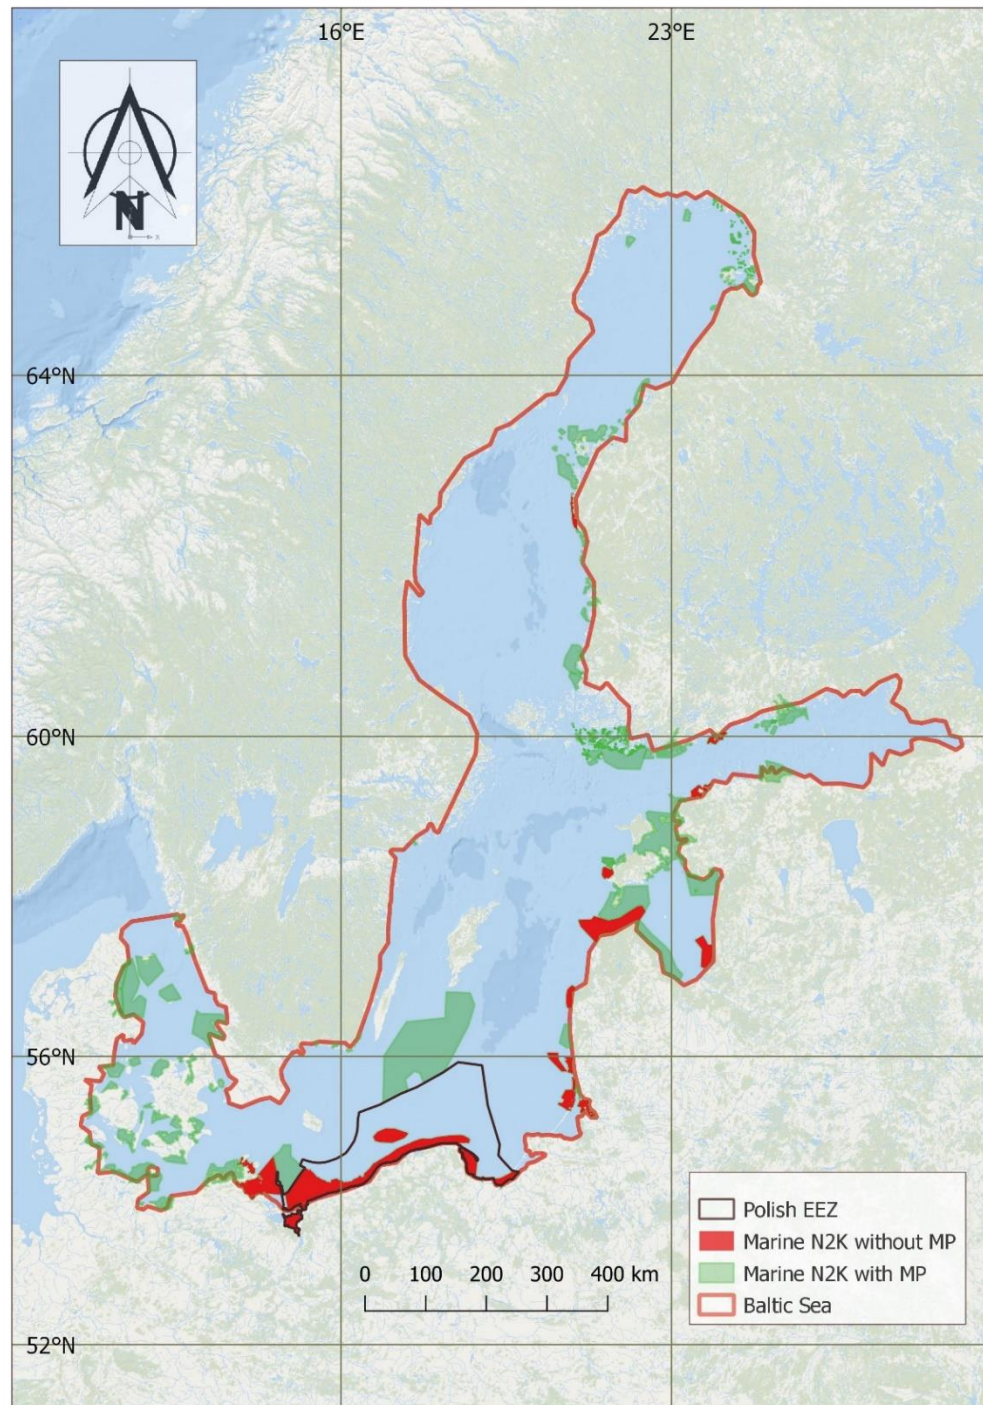 16°E 23°E
N
64°N
60°N
56°N
Polish EEZ
Marine N2K without MP
Marine N2K with MP
Baltic Sea
0 100 200 300 400 km
52°N